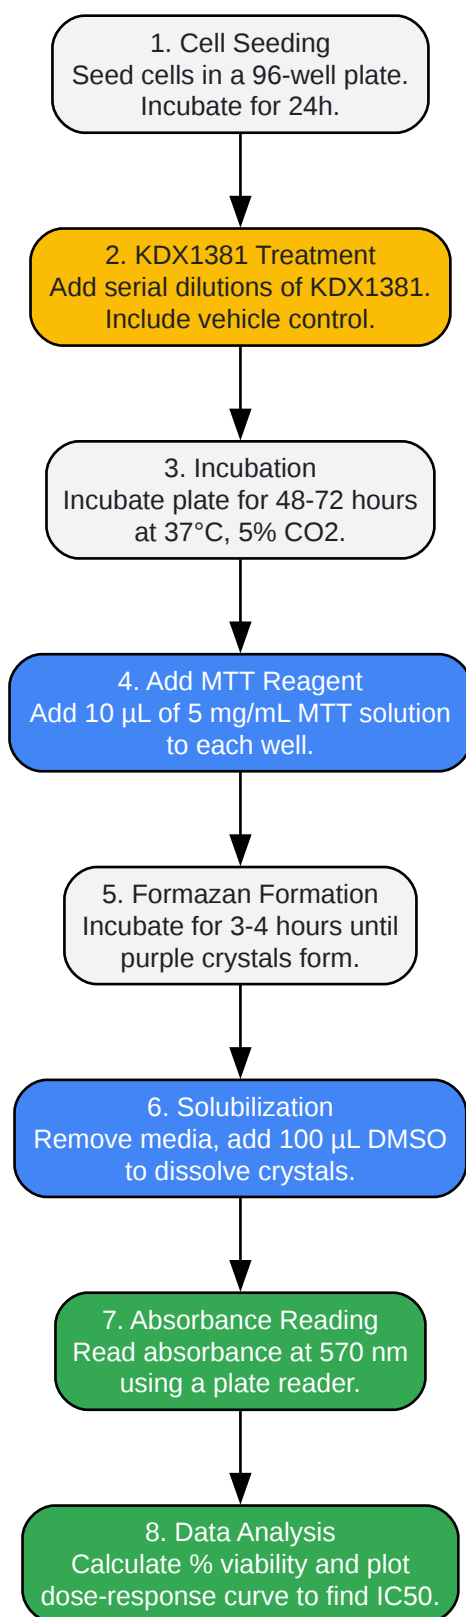 1. Cell Seeding
Seed cells in a 96-well plate.
Incubate for 24h.
2. KDX1381 Treatment
Add serial dilutions of KDX1381.
Include vehicle control.
3. Incubation
Incubate plate for 48-72 hours
at 37°C, 5% CO2.
4. Add MTT Reagent
Add 10 µL of 5 mg/mL MTT solution
to each well.
5. Formazan Formation
Incubate for 3-4 hours until
purple crystals form.
6. Solubilization
Remove media, add 100 µL DMSO
to dissolve crystals.
7. Absorbance Reading
Read absorbance at 570 nm
using a plate reader.
8. Data Analysis
Calculate % viability and plot
dose-response curve to find IC50.